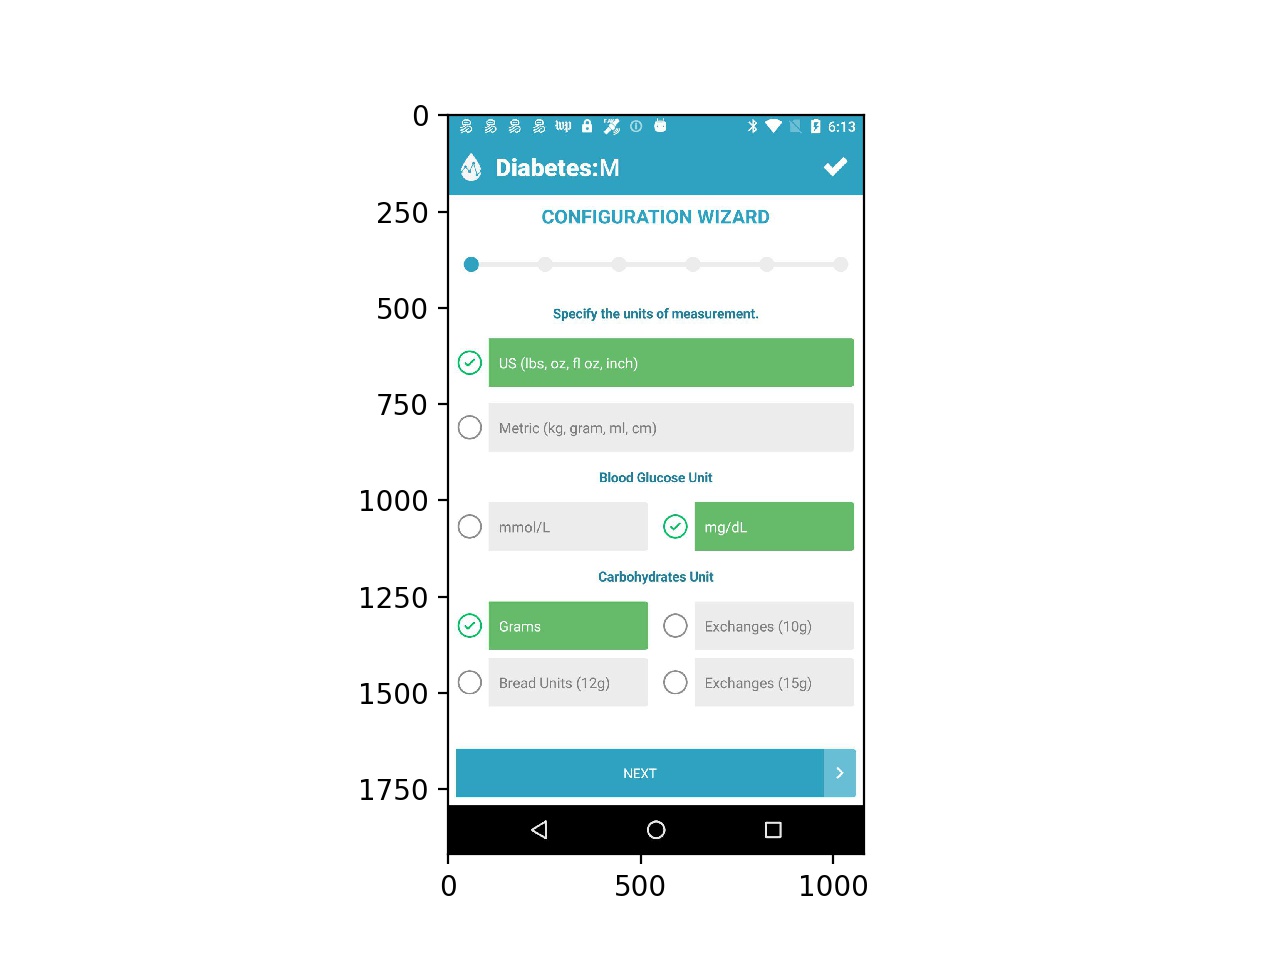 0
6:13
Diabetes:M
250
CONFIGURATION WIZARD
500
Specify the units of measurement.
US (lbs, oz, fl oz, inch)
750
Metric (kg, gram, ml, cm)
Blood Glucose Unit
1000
mmol/L
mg/dL
Carbohydrates Unit
1250
Grams
Exchanges (10g)
1500
Bread Units (12g)
Exchanges (15g)
NEXT
1750
0
500
1000